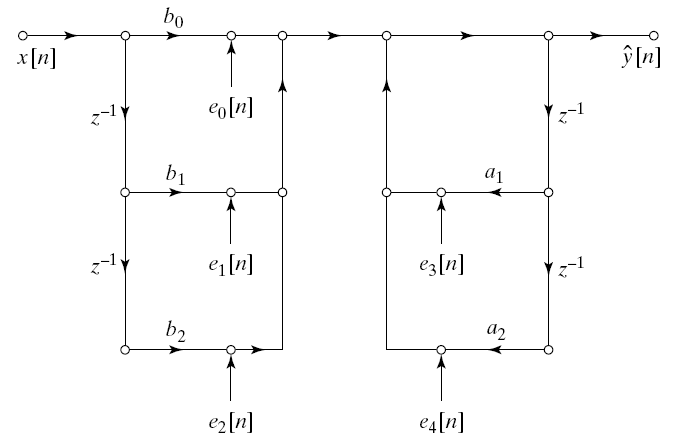 b₀
x[n]
ŷ[n]
e₀[n]
z⁻¹
z⁻¹
b₁
a₁
e₁[n]
e₃[n]
z⁻¹
z⁻¹
b₂
a₂
e₂[n]
e₄[n]